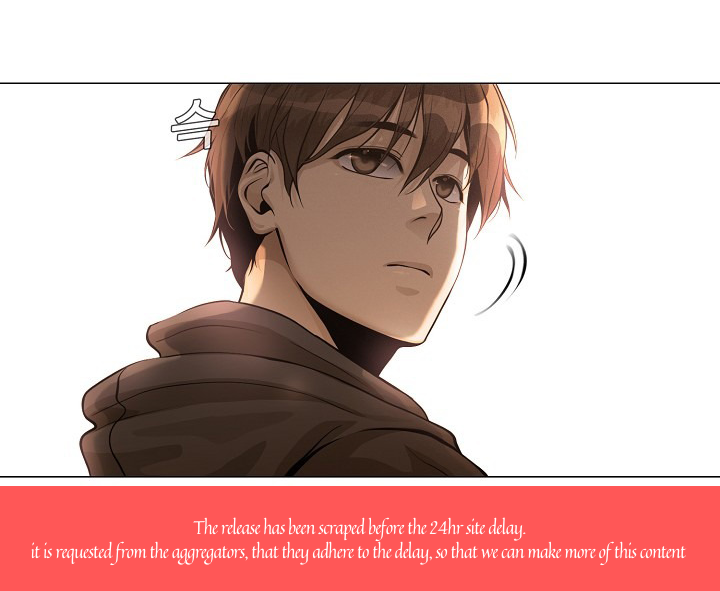 슥
The release has been scraped before the 24hr site delay.
it is requested from the aggregators, that they adhere to the delay, so that we can make more of this content